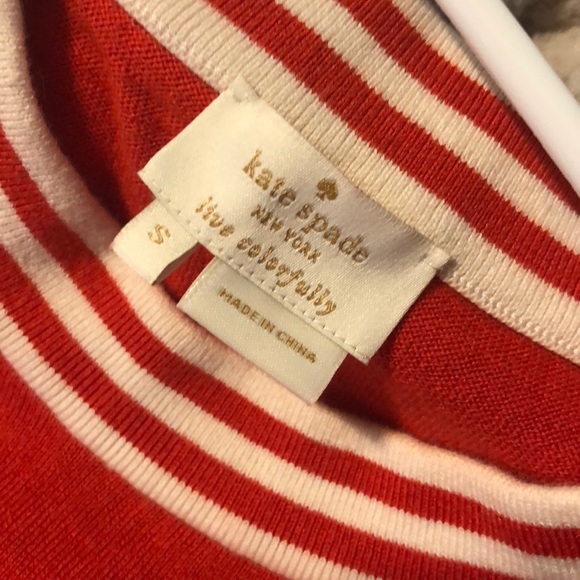 kate spade
NEW YORK
live colorfully
S
MADE IN CHINA